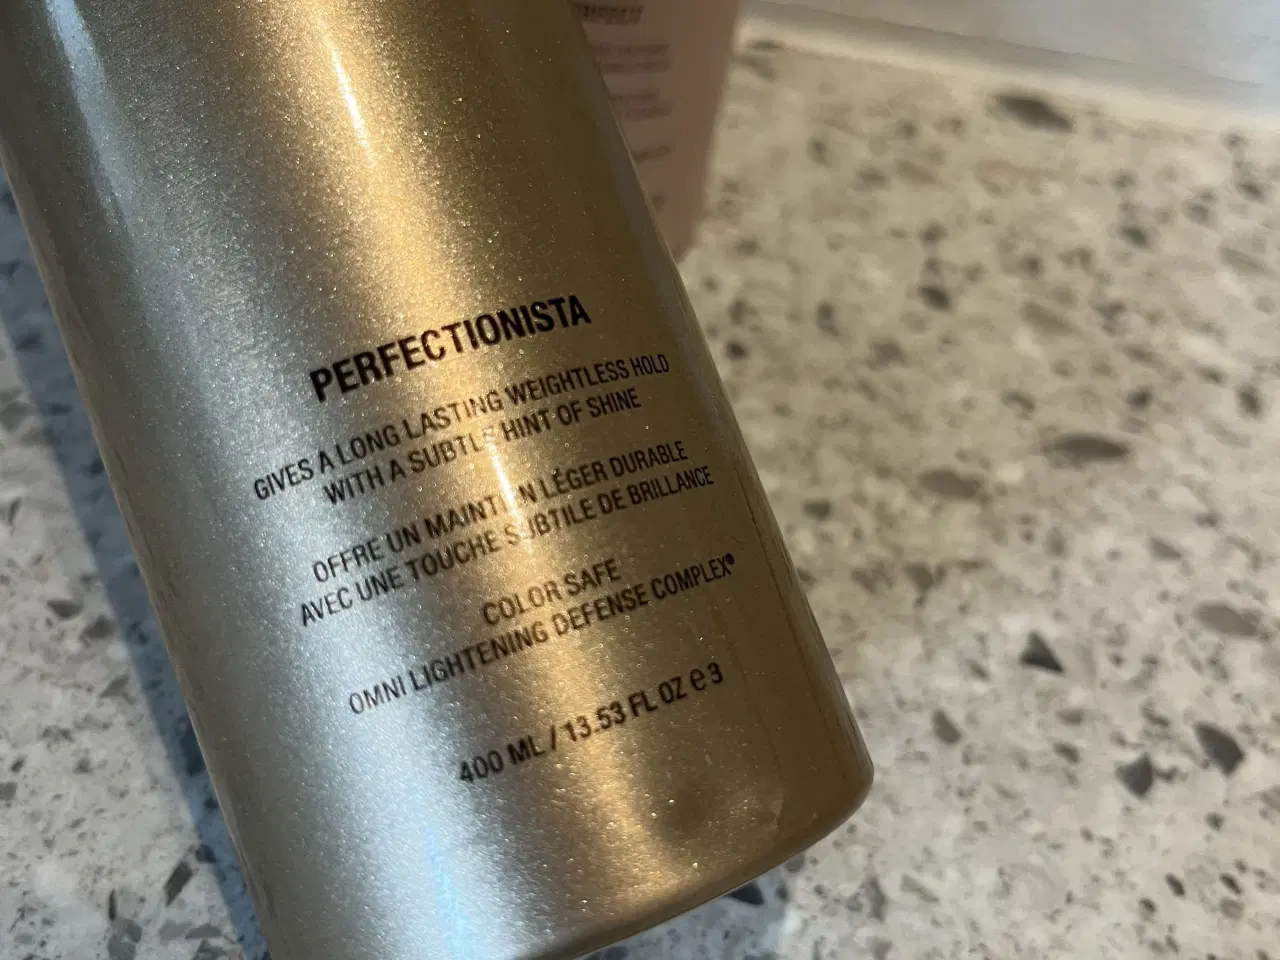 PERFECTIONISTA
GIVES A LONG LASTING WEIGHTLESS HOLD
WITH A SUBTLE HINT OF SHINE
OFFRE UN MAINTIEN LÉGER DURABLE
AVEC UNE TOUCHE SUBTILE DE BRILLANCE
COLOR SAFE
OMNI LIGHTENING DEFENSE COMPLEX®
400 ML / 13.53 FL OZ ℮ 3